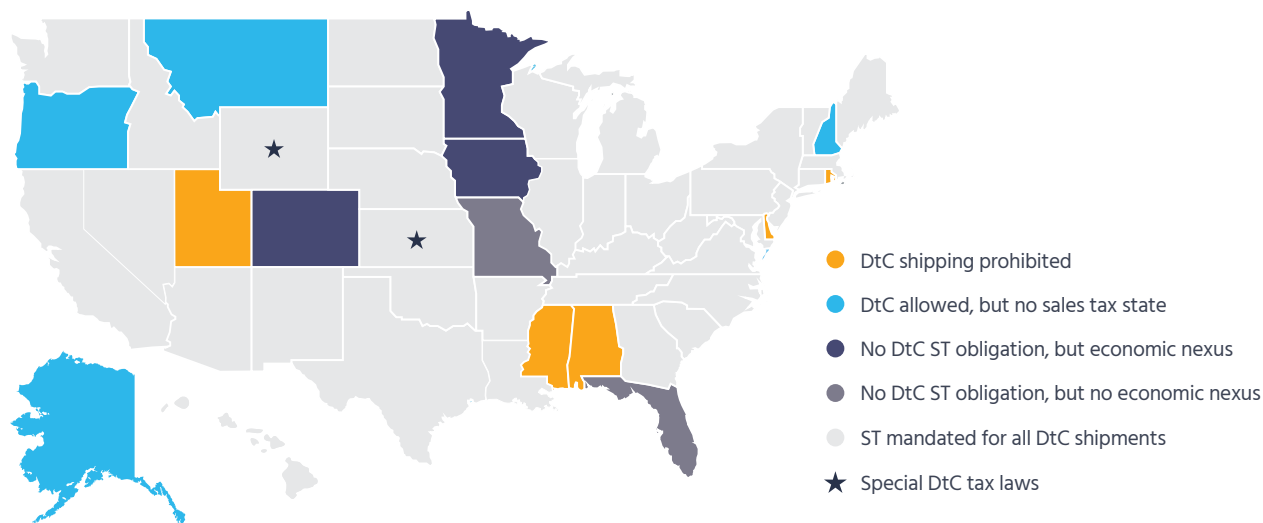 DtC shipping prohibited
DtC allowed, but no sales tax state
No DtC ST obligation, but economic nexus
No DtC ST obligation, but no economic nexus
ST mandated for all DtC shipments
Special DtC tax laws